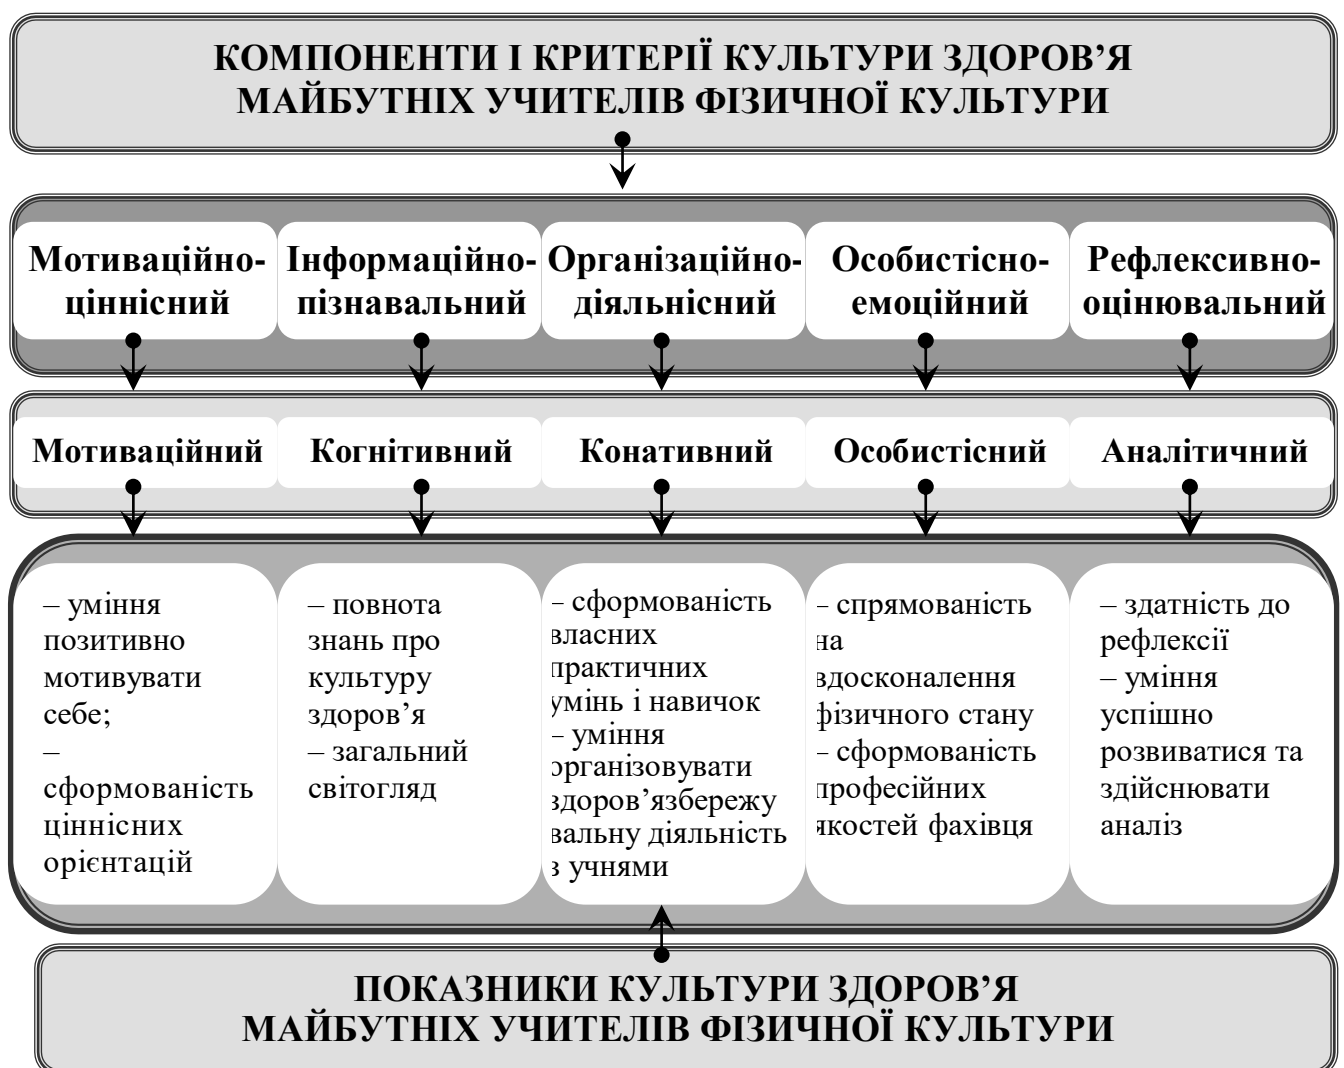 КОМПОНЕНТИ І КРИТЕРІЇ КУЛЬТУРИ ЗДОРОВ’Я
МАЙБУТНІХ УЧИТЕЛІВ ФІЗИЧНОЇ КУЛЬТУРИ
Мотиваційно-
ціннісний
Інформаційно-
пізнавальний
Організаційно-
діяльнісний
Особистісно-
емоційний
Рефлексивно-
оцінювальний
Мотиваційний
Когнітивний
Конативний
Особистісний
Аналітичний
– уміння
позитивно
мотивувати
себе;
–
сформованість
ціннісних
орієнтацій
– повнота
знань про
культуру
здоров’я
– загальний
світогляд
– сформованість
власних
практичних
умінь і навичок
– уміння
організовувати
здоров’язбережу
вальну діяльність
з учнями
– спрямованість
на
вдосконалення
фізичного стану
– сформованість
професійних
якостей фахівця
– здатність до
рефлексії
– уміння
успішно
розвиватися та
здійснювати
аналіз
ПОКАЗНИКИ КУЛЬТУРИ ЗДОРОВ’Я
МАЙБУТНІХ УЧИТЕЛІВ ФІЗИЧНОЇ КУЛЬТУРИ